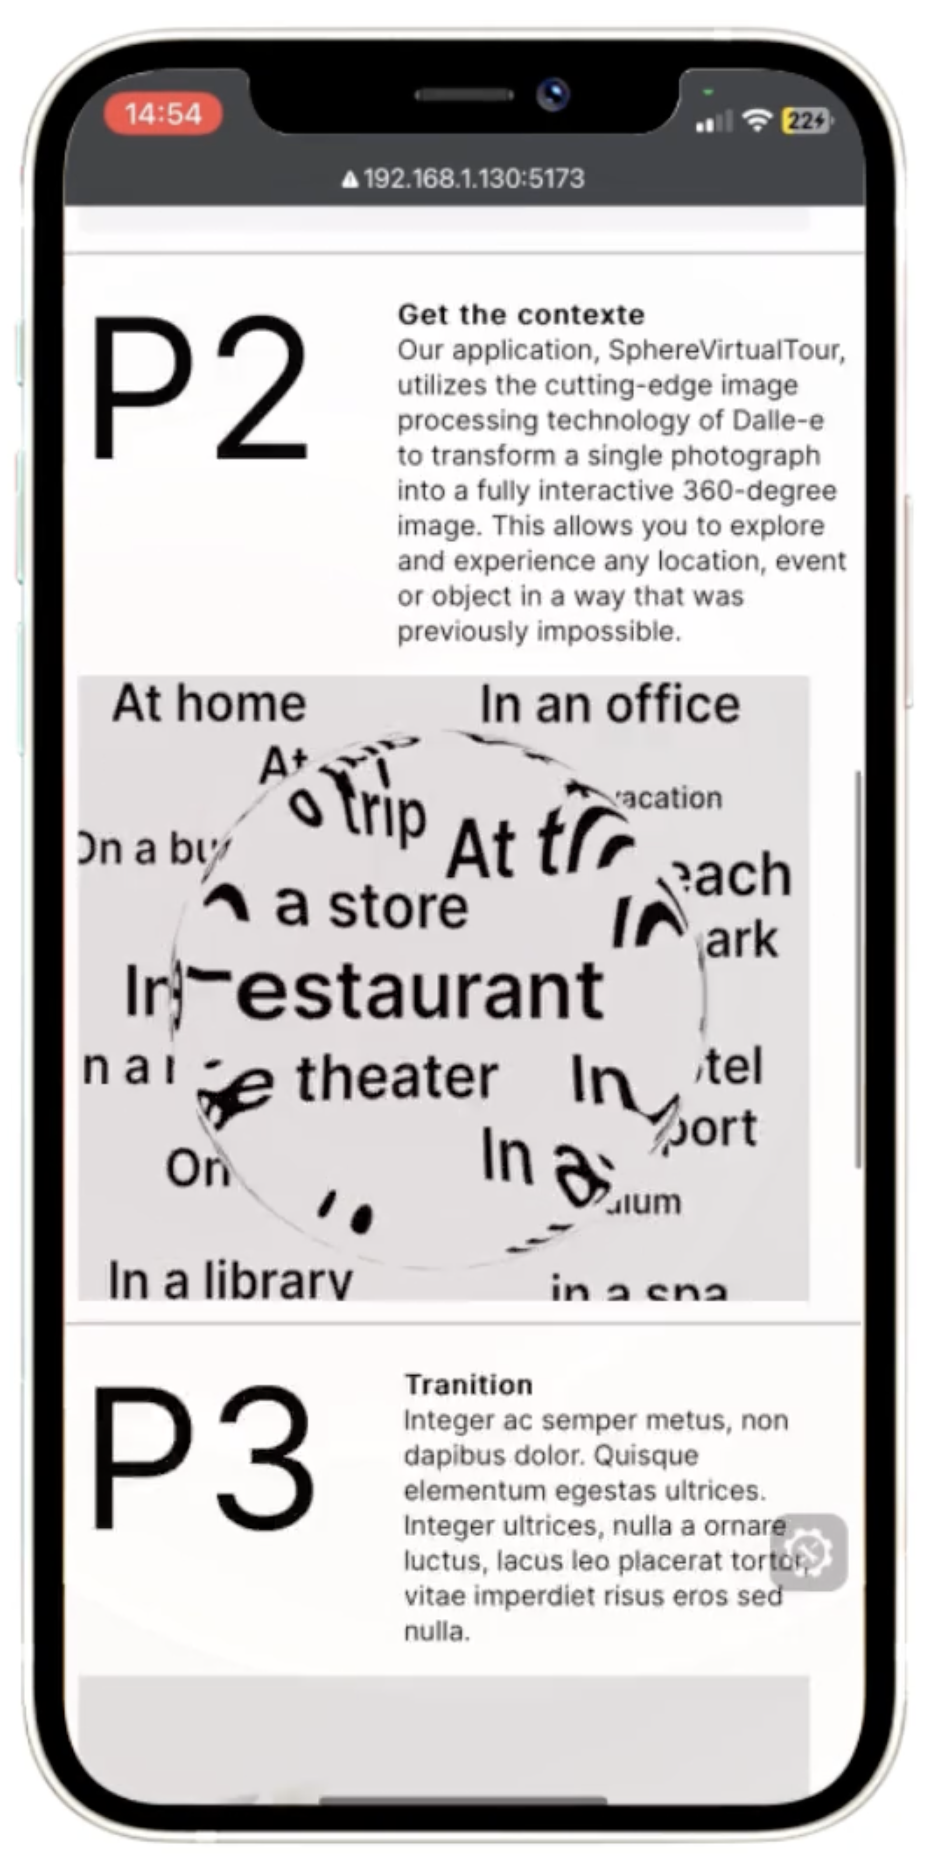 14:54
22
192.168.1.130:5173
P2
Get the contexte
Our application, SphereVirtualTour,
utilizes the cutting-edge image
processing technology of Dalle-e
to transform a single photograph
into a fully interactive 360-degree
image. This allows you to explore
and experience any location, event
or object in a way that was
previously impossible.
At home In an office
At
trip
acation
At
On a bu
each
a store
In
ark
In estaurant
n a
theater In
tel
port
On
In a
ium
In a library
in a spa
P3
Tranition
Integer ac semper metus, non
dapibus dolor. Quisque
elementum egestas ultrices.
Integer ultrices, nulla a ornare
luctus, lacus leo placerat tortor,
vitae imperdiet risus eros sed
nulla.